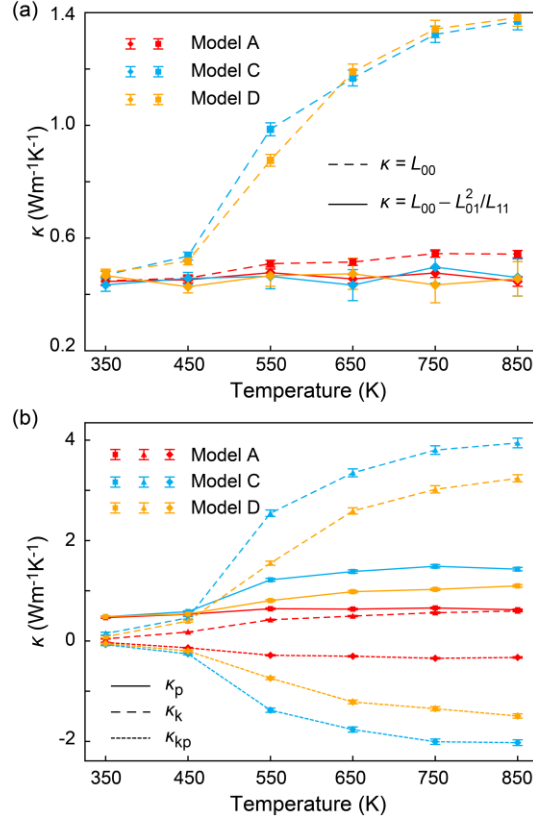 (a)
1.4
1.0
0.6
0.2
κ (Wm⁻¹K⁻¹)
Model A
Model C
Model D
κ = L₀₀
κ = L₀₀ − L₀₁²/L₁₁
350 450 550 650 750 850
Temperature (K)
(b)
4
2
0
-2
κ (Wm⁻¹K⁻¹)
Model A
Model C
Model D
κp
κk
κkp
350 450 550 650 750 850
Temperature (K)